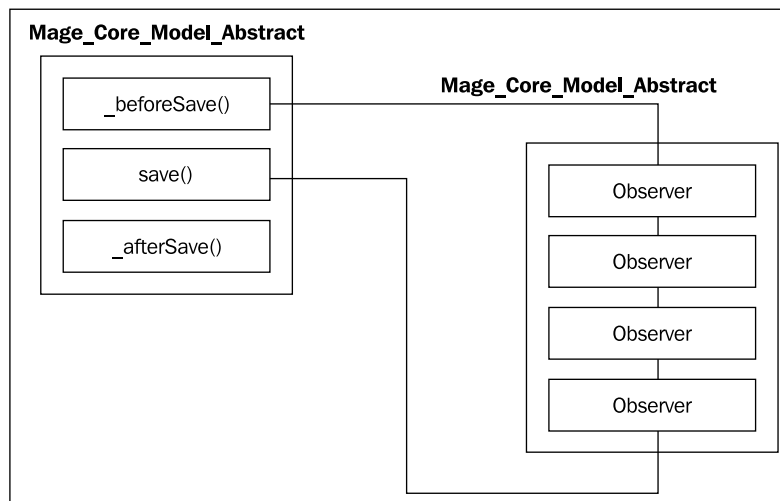 Mage_Core_Model_Abstract
_beforeSave()
save()
_afterSave()
Mage_Core_Model_Abstract
Observer
Observer
Observer
Observer